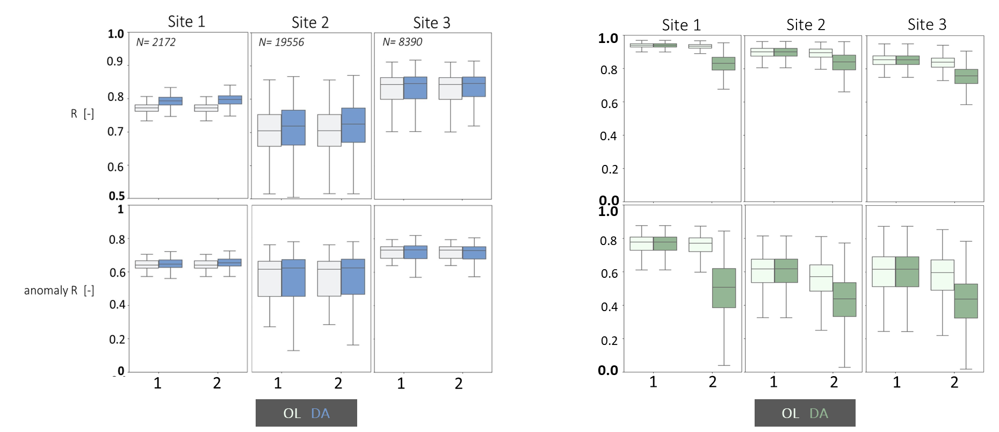 Site 1
Site 2
Site 3
1.0
N= 2172
N= 19556
N= 8390
0.9
0.8
R [-]
0.7
0.6
0.5
1
0.8
0.6
anomaly R [-]
0.4
0.2
0
1 2 1 2 1 2
OL DA
Site 1
Site 2
Site 3
1.0
0.8
0.6
0.4
0.2
0.0
1.0
0.8
0.6
0.4
0.2
0.0
1 2 1 2 1 2
OL DA